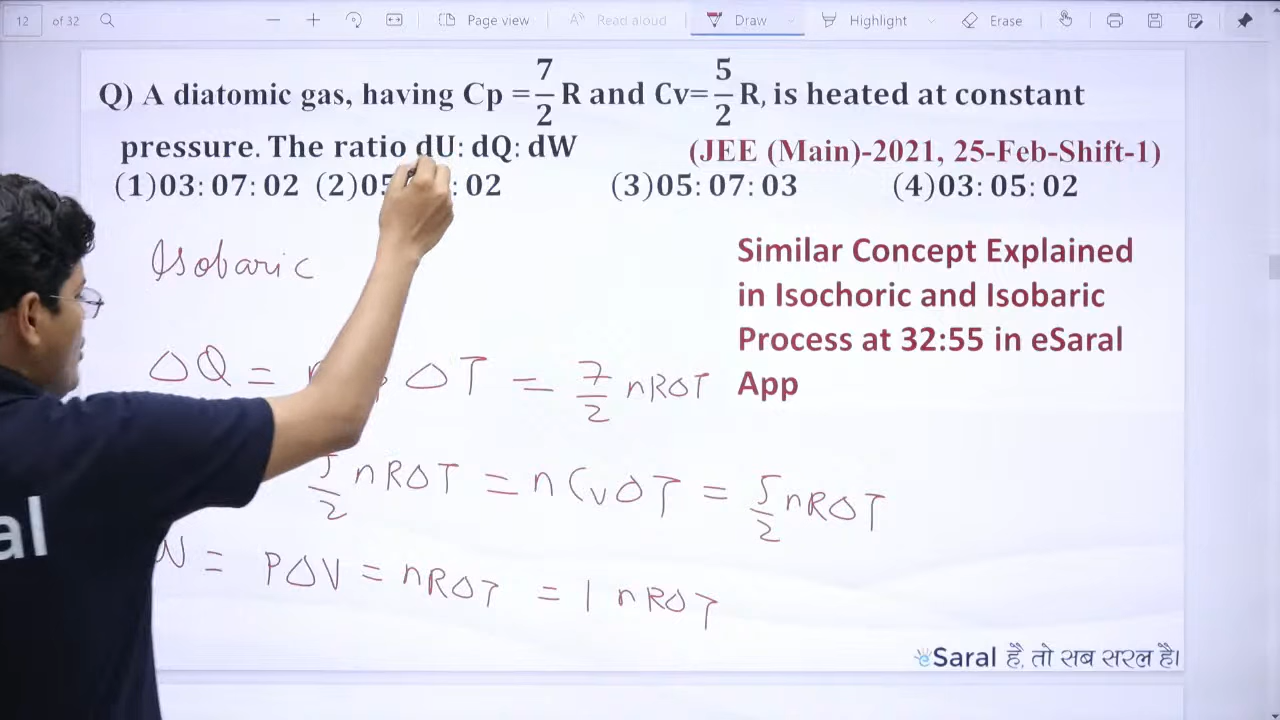 12 of 32 Page view Read aloud Draw Highlight Erase
Q) A diatomic gas, having Cp = 7/2 R and Cv= 5/2 R, is heated at constant
pressure. The ratio dU: dQ: dW
(JEE (Main)-2021, 25-Feb-Shift-1)
(1)03: 07: 02 (2)05 : 02 (3)05: 07: 03 (4)03: 05: 02
Isobaric
Similar Concept Explained
in Isochoric and Isobaric
Process at 32:55 in eSaral
App
ΔQ = n ΔT = 7/2 nRΔT
5/2 nRΔT = nCvΔT = 5/2 nRΔT
W = PΔV = nRΔT = 1 nRΔT
al
eSaral है, तो सब सरल है।